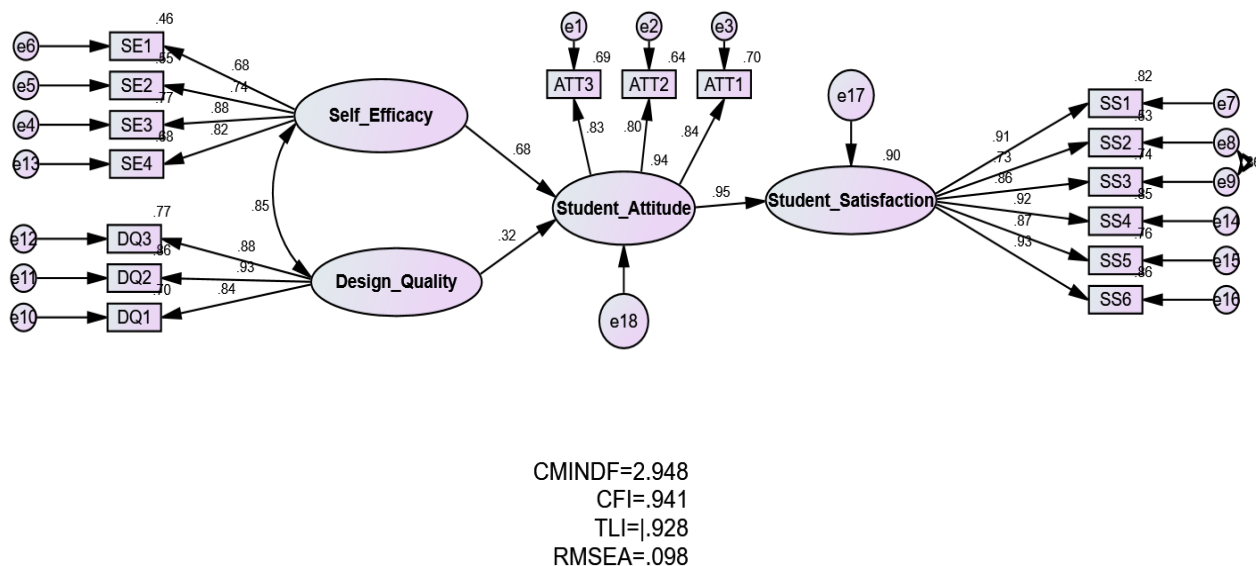 e6
.46
SE1
e5
.55
SE2
e4
.77
SE3
e13
.68
SE4
.68
.74
.88
.82
Self_Efficacy
.85
e12
.77
DQ3
e11
.86
DQ2
e10
.70
DQ1
.88
.93
.84
Design_Quality
.68
.32
e1
e2
e3
.69
.64
.70
ATT3
ATT2
ATT1
.83
.80
.84
.94
Student_Attitude
e18
.95
e17
.90
Student_Satisfaction
.91
.73
.86
.92
.87
.93
.82
SS1
e7
.53
SS2
e8
.74
SS3
e9
.85
SS4
e14
.76
SS5
e15
.86
SS6
e16
CMINDF=2.948
CFI=.941
TLI=|.928
RMSEA=.098